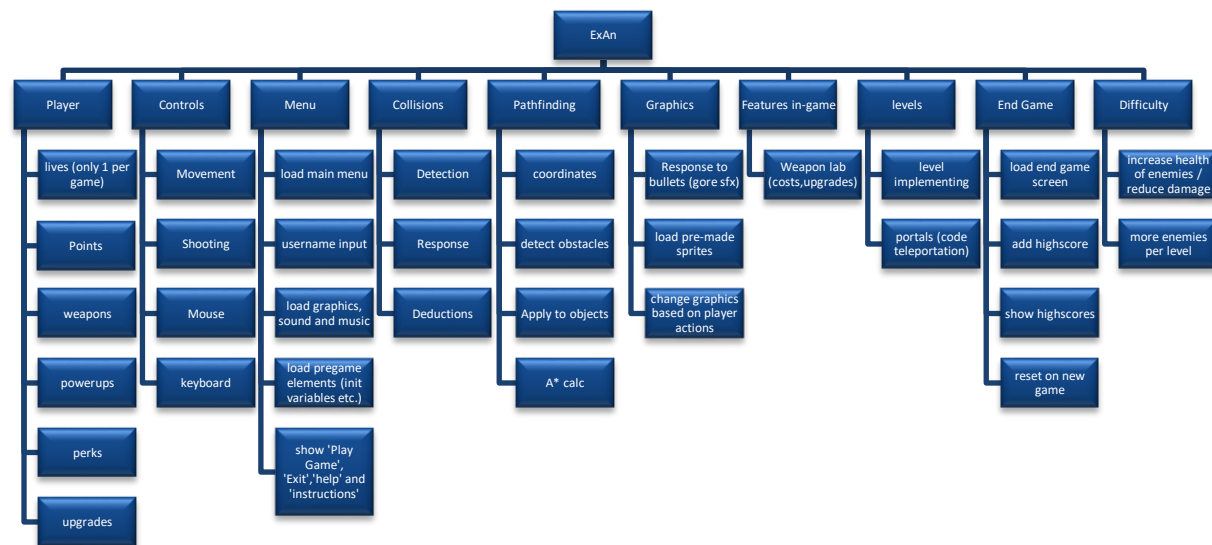 ExAn
Player
Controls
Menu
Collisions
Pathfinding
Graphics
Features in-game
levels
End Game
Difficulty
lives (only 1 per
game)
Points
weapons
powerups
perks
upgrades
Movement
Shooting
Mouse
keyboard
load main menu
username input
load graphics,
sound and music
load pregame
elements (init
variables etc.)
show 'Play
Game',
'Exit','help' and
'instructions'
Detection
Response
Deductions
coordinates
detect obstacles
Apply to objects
A* calc
Response to
bullets (gore sfx)
load pre-made
sprites
change graphics
based on player
actions
Weapon lab
(costs,upgrades)
level
implementing
portals (code
teleportation)
load end game
screen
add highscore
show highscores
reset on new
game
increase health
of enemies /
reduce damage
more enemies
per level